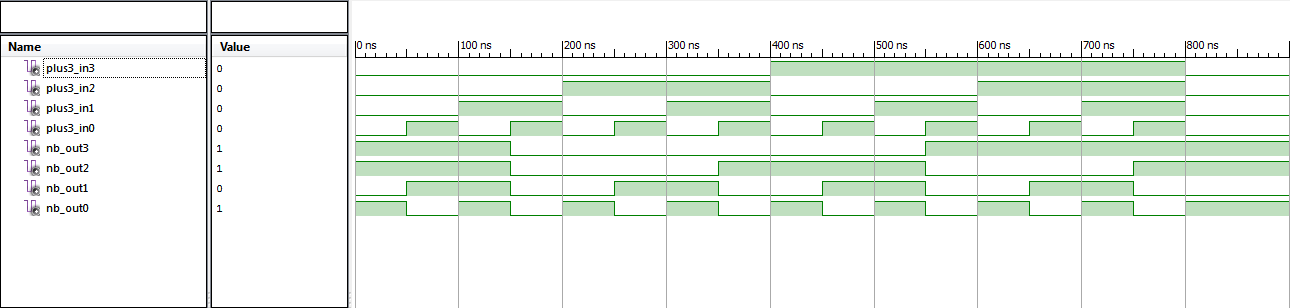 Name Value 0 ns 100 ns 200 ns 300 ns 400 ns 500 ns 600 ns 700 ns 800 ns
plus3_in3 0
plus3_in2 0
plus3_in1 0
plus3_in0 0
nb_out3 1
nb_out2 1
nb_out1 0
nb_out0 1